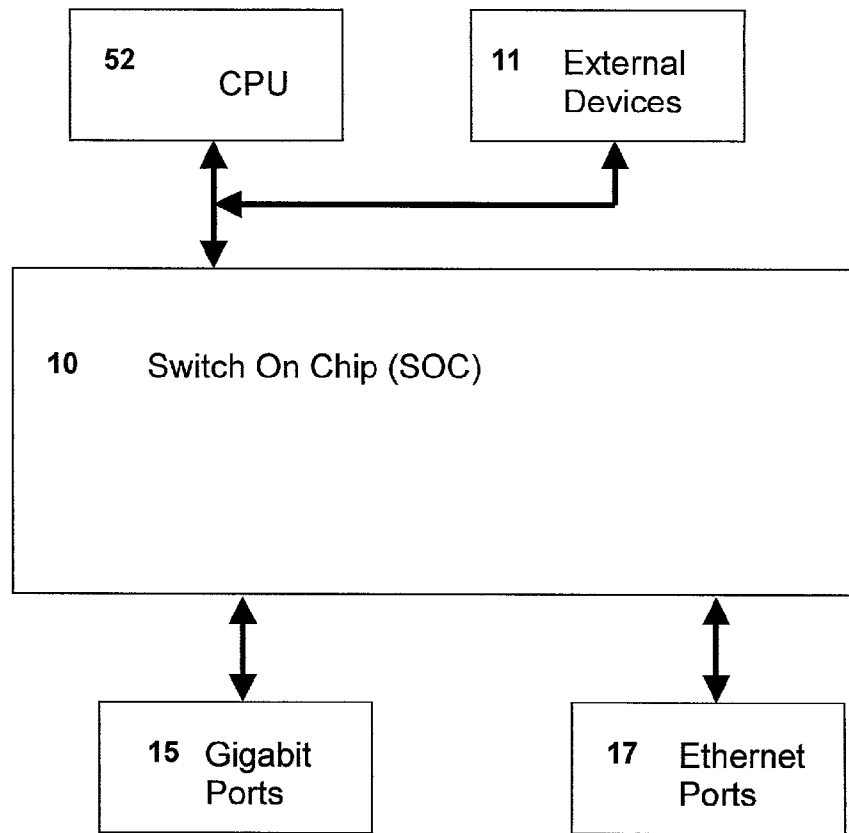 52 CPU
11 External
Devices
10 Switch On Chip (SOC)
15 Gigabit
Ports
17 Ethernet
Ports